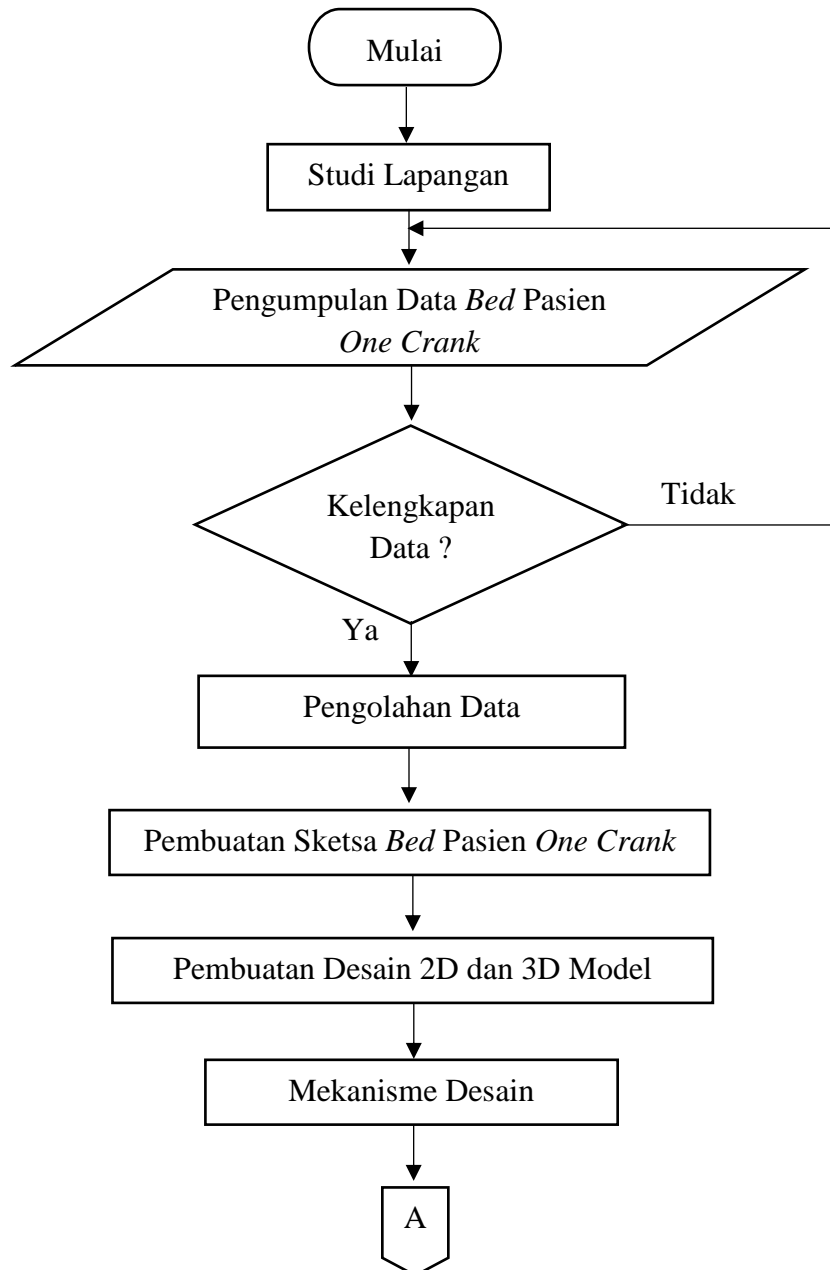 Mulai
Studi Lapangan
Pengumpulan Data Bed Pasien
One Crank
Kelengkapan
Data ?
Tidak
Ya
Pengolahan Data
Pembuatan Sketsa Bed Pasien One Crank
Pembuatan Desain 2D dan 3D Model
Mekanisme Desain
A